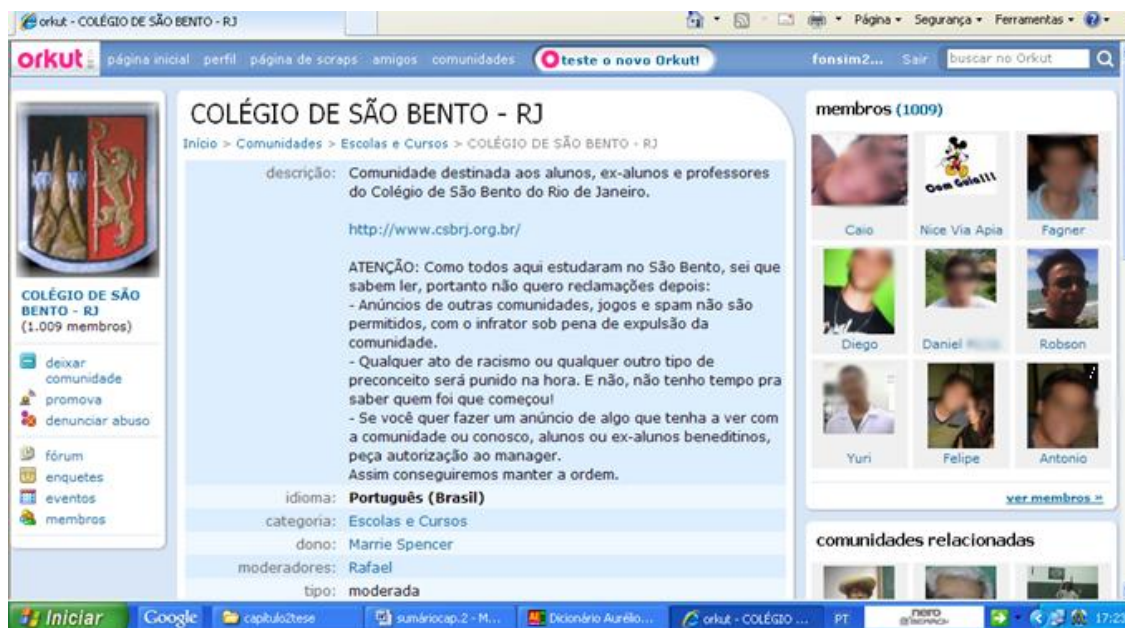 orkut - COLÉGIO DE SÃO BENTO - RJ
Página Segurança Ferramentas
orkut página inicial perfil página de scraps amigos comunidades teste o novo Orkut! fonsim2... Sair buscar no Orkut
COLÉGIO DE SÃO BENTO - RJ
(1.009 membros)
deixar
comunidade
promova
denunciar abuso
fórum
enquetes
eventos
membros
COLÉGIO DE SÃO BENTO - RJ
Início > Comunidades > Escolas e Cursos > COLÉGIO DE SÃO BENTO - RJ
descrição: Comunidade destinada aos alunos, ex-alunos e professores
do Colégio de São Bento do Rio de Janeiro.
http://www.csbrj.org.br/
ATENÇÃO: Como todos aqui estudaram no São Bento, sei que
sabem ler, portanto não quero reclamações depois:
- Anúncios de outras comunidades, jogos e spam não são
permitidos, com o infrator sob pena de expulsão da
comunidade.
- Qualquer ato de racismo ou qualquer outro tipo de
preconceito será punido na hora. E não, não tenho tempo pra
saber quem foi que começou!
- Se você quer fazer um anúncio de algo que tenha a ver com
a comunidade ou conosco, alunos ou ex-alunos beneditinos,
peça autorização ao manager.
Assim conseguiremos manter a ordem.
idioma: Português (Brasil)
categoria: Escolas e Cursos
dono: Marrie Spencer
moderadores: Rafael
tipo: moderada
membros (1009)
Com Guia!!!
Caio Nice Via Apia Fagner
Diego Daniel Robson
Yuri Felipe Antonio
ver membros »
comunidades relacionadas
Iniciar Google capítulo2tese sumáriocap.2 - M... Dicionário Aurélio... orkut - COLÉGIO ... PT nero SEARCH 17:23